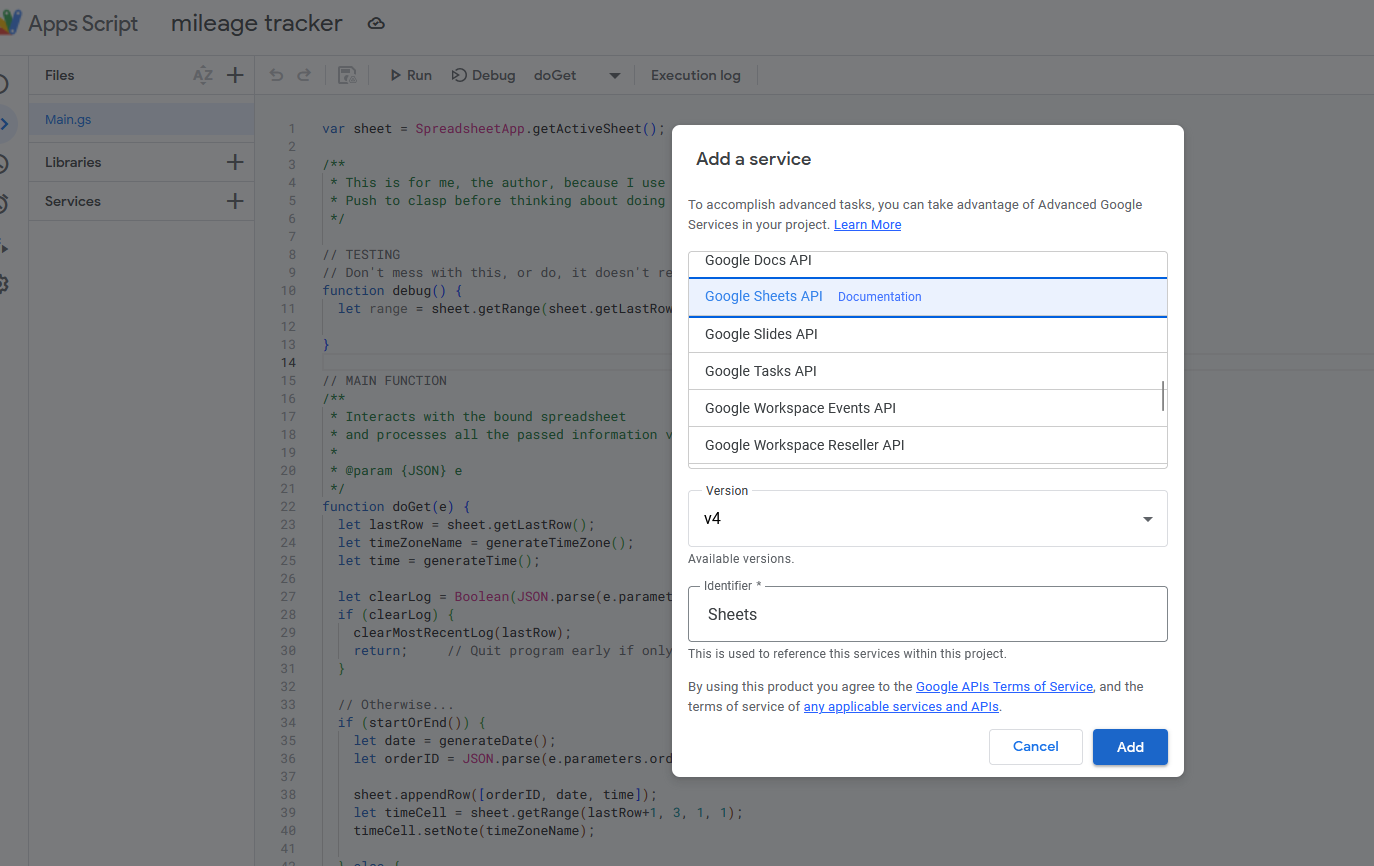 Apps Script mileage tracker
Files AZ
Run Debug doGet Execution log
Main.gs
Libraries
Services
1 var sheet = SpreadsheetApp.getActiveSheet();
2
3 /**
4 * This is for me, the author, because I use
5 * Push to clasp before thinking about doing
6 */
7
8 // TESTING
9 // Don't mess with this, or do, it doesn't re
10 function debug() {
11 let range = sheet.getRange(sheet.getLastRow
12
13 }
14
15 // MAIN FUNCTION
16 /**
17 * Interacts with the bound spreadsheet
18 * and processes all the passed information v
19 *
20 * @param {JSON} e
21 */
22 function doGet(e) {
23 let lastRow = sheet.getLastRow();
24 let timeZoneName = generateTimeZone();
25 let time = generateTime();
26
27 let clearLog = Boolean(JSON.parse(e.paramet
28 if (clearLog) {
29 clearMostRecentLog(lastRow);
30 return; // Quit program early if only
31 }
32
33 // Otherwise...
34 if (startOrEnd()) {
35 let date = generateDate();
36 let orderID = JSON.parse(e.parameters.ord
37
38 sheet.appendRow([orderID, date, time]);
39 let timeCell = sheet.getRange(lastRow+1, 3, 1, 1);
40 timeCell.setNote(timeZoneName);
41
42 } else {
Add a service
To accomplish advanced tasks, you can take advantage of Advanced Google
Services in your project. Learn More
Google Docs API
Google Sheets API Documentation
Google Slides API
Google Tasks API
Google Workspace Events API
Google Workspace Reseller API
Version
v4
Available versions.
Identifier *
Sheets
This is used to reference this services within this project.
By using this product you agree to the Google APIs Terms of Service, and the
terms of service of any applicable services and APIs.
Cancel Add